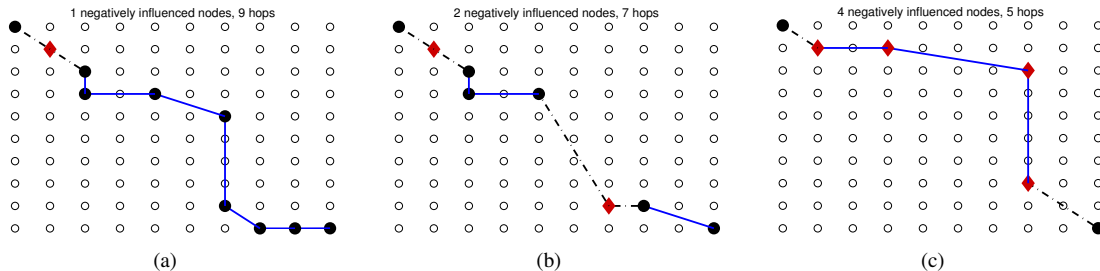 1 negatively influenced nodes, 9 hops
2 negatively influenced nodes, 7 hops
4 negatively influenced nodes, 5 hops
(a)
(b)
(c)